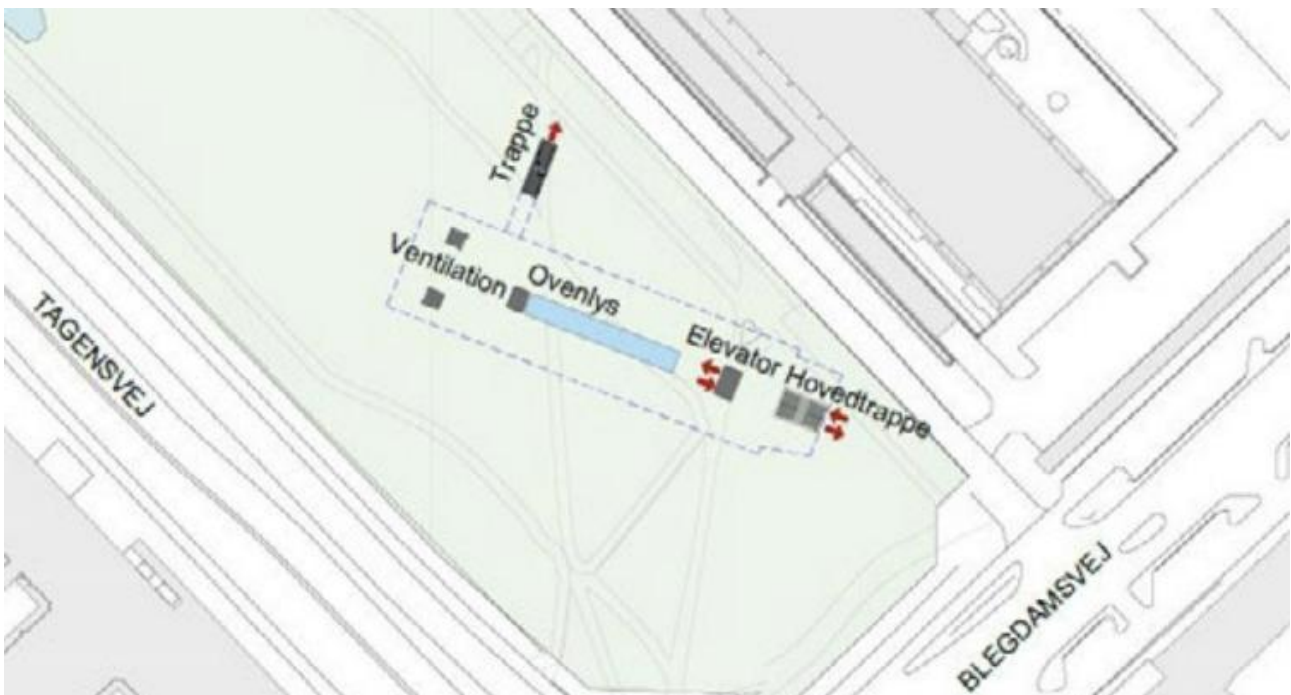 Trappe
Ventilation
Ovenlys
Elevator
Hovedtrappe
TAGENSVEJ
BLEGDAMSVEJ